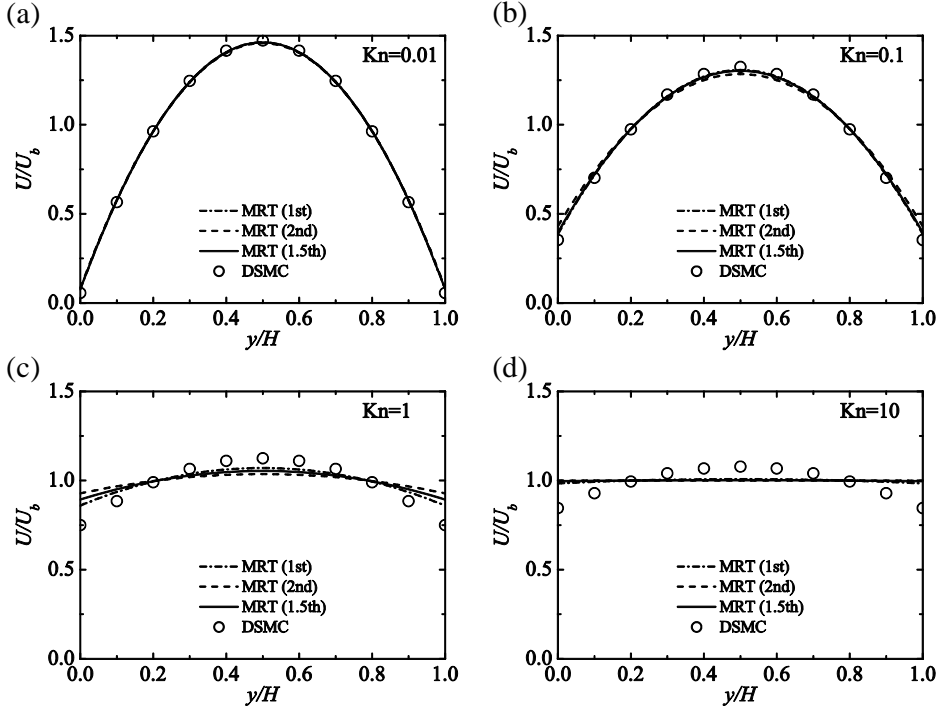 (a)
1.5
1.0
0.5
0.0
U/U_b
Kn=0.01
MRT (1st)
MRT (2nd)
MRT (1.5th)
DSMC
0.0 0.2 0.4 0.6 0.8 1.0
y/H
(b)
1.5
1.0
0.5
0.0
U/U_b
Kn=0.1
MRT (1st)
MRT (2nd)
MRT (1.5th)
DSMC
0.0 0.2 0.4 0.6 0.8 1.0
y/H
(c)
1.5
1.0
0.5
0.0
U/U_b
Kn=1
MRT (1st)
MRT (2nd)
MRT (1.5th)
DSMC
0.0 0.2 0.4 0.6 0.8 1.0
y/H
(d)
1.5
1.0
0.5
0.0
U/U_b
Kn=10
MRT (1st)
MRT (2nd)
MRT (1.5th)
DSMC
0.0 0.2 0.4 0.6 0.8 1.0
y/H